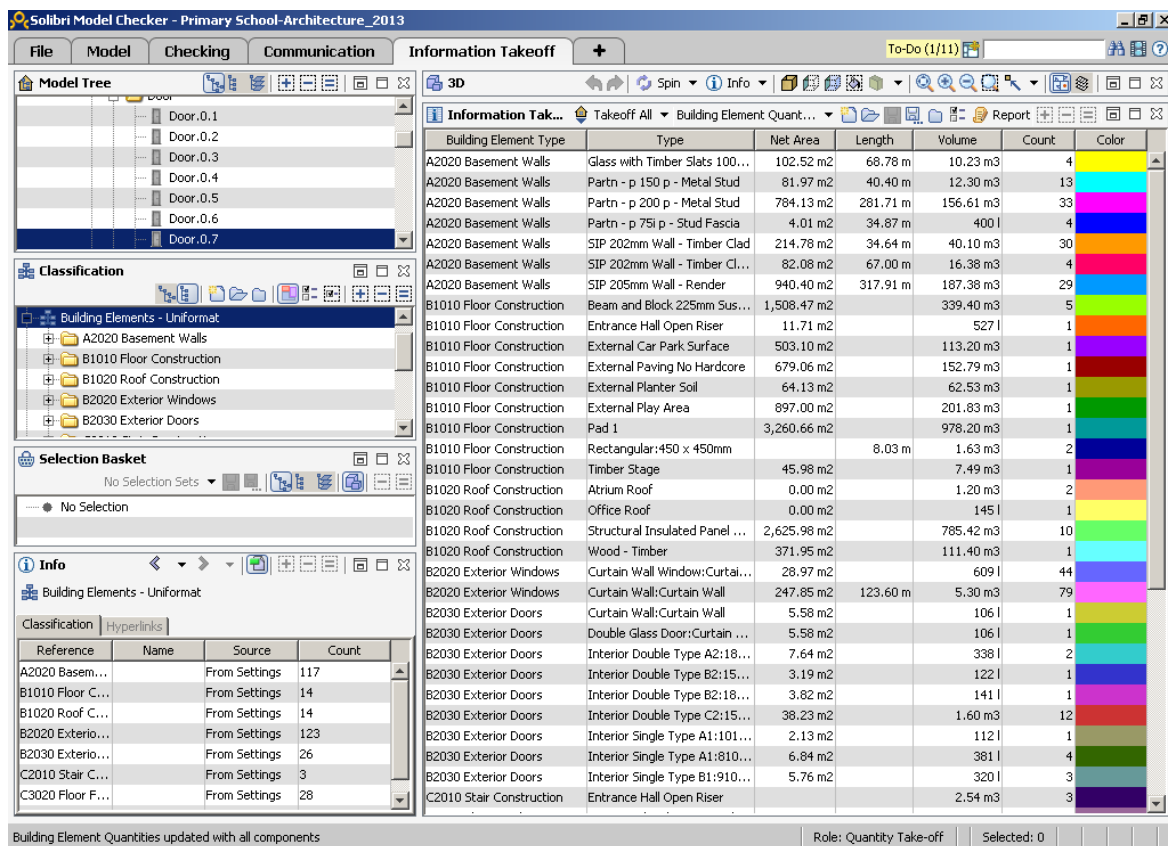 Solibri Model Checker - Primary School-Architecture_2013
File Model Checking Communication Information Takeoff + To-Do (1/11)
Model Tree
Door.0.1
Door.0.2
Door.0.3
Door.0.4
Door.0.5
Door.0.6
Door.0.7
Classification
Building Elements - Uniformat
A2020 Basement Walls
B1010 Floor Construction
B1020 Roof Construction
B2020 Exterior Windows
B2030 Exterior Doors
Selection Basket
No Selection Sets
No Selection
Info
Building Elements - Uniformat
Classification Hyperlinks
Reference Name Source Count
A2020 Basem... From Settings 117
B1010 Floor C... From Settings 14
B1020 Roof C... From Settings 14
B2020 Exterio... From Settings 123
B2030 Exterio... From Settings 26
C2010 Stair C... From Settings 3
C3020 Floor F... From Settings 28
3D Spin Info
Information Tak... Takeoff All Building Element Quant... Report
Building Element Type Type Net Area Length Volume Count Color
A2020 Basement Walls Glass with Timber Slats 100... 102.52 m2 68.78 m 10.23 m3 4
A2020 Basement Walls Partn - p 150 p - Metal Stud 81.97 m2 40.40 m 12.30 m3 13
A2020 Basement Walls Partn - p 200 p - Metal Stud 784.13 m2 281.71 m 156.61 m3 33
A2020 Basement Walls Partn - p 75i p - Stud Fascia 4.01 m2 34.87 m 400 l 4
A2020 Basement Walls SIP 202mm Wall - Timber Clad 214.78 m2 34.64 m 40.10 m3 30
A2020 Basement Walls SIP 202mm Wall - Timber Cl... 82.08 m2 67.00 m 16.38 m3 4
A2020 Basement Walls SIP 205mm Wall - Render 940.40 m2 317.91 m 187.38 m3 29
B1010 Floor Construction Beam and Block 225mm Sus... 1,508.47 m2 339.40 m3 5
B1010 Floor Construction Entrance Hall Open Riser 11.71 m2 527 l 1
B1010 Floor Construction External Car Park Surface 503.10 m2 113.20 m3 1
B1010 Floor Construction External Paving No Hardcore 679.06 m2 152.79 m3 1
B1010 Floor Construction External Planter Soil 64.13 m2 62.53 m3 1
B1010 Floor Construction External Play Area 897.00 m2 201.83 m3 1
B1010 Floor Construction Pad 1 3,260.66 m2 978.20 m3 1
B1010 Floor Construction Rectangular:450 x 450mm 8.03 m 1.63 m3 2
B1010 Floor Construction Timber Stage 45.98 m2 7.49 m3 1
B1020 Roof Construction Atrium Roof 0.00 m2 1.20 m3 2
B1020 Roof Construction Office Roof 0.00 m2 145 l 1
B1020 Roof Construction Structural Insulated Panel ... 2,625.98 m2 785.42 m3 10
B1020 Roof Construction Wood - Timber 371.95 m2 111.40 m3 1
B2020 Exterior Windows Curtain Wall Window:Curtai... 28.97 m2 609 l 44
B2020 Exterior Windows Curtain Wall:Curtain Wall 247.85 m2 123.60 m 5.30 m3 79
B2030 Exterior Doors Curtain Wall:Curtain Wall 5.58 m2 106 l 1
B2030 Exterior Doors Double Glass Door:Curtain ... 5.58 m2 106 l 1
B2030 Exterior Doors Interior Double Type A2:18... 7.64 m2 338 l 2
B2030 Exterior Doors Interior Double Type B2:15... 3.19 m2 122 l 1
B2030 Exterior Doors Interior Double Type B2:18... 3.82 m2 141 l 1
B2030 Exterior Doors Interior Double Type C2:15... 38.23 m2 1.60 m3 12
B2030 Exterior Doors Interior Single Type A1:101... 2.13 m2 112 l 1
B2030 Exterior Doors Interior Single Type A1:810... 6.84 m2 381 l 4
B2030 Exterior Doors Interior Single Type B1:910... 5.76 m2 320 l 3
C2010 Stair Construction Entrance Hall Open Riser 2.54 m3 3
Building Element Quantities updated with all components Role: Quantity Take-off Selected: 0